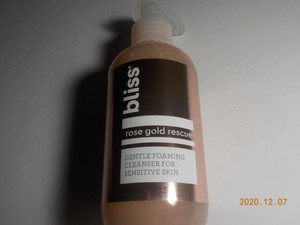 bliss®
rose gold rescue
GENTLE FOAMING
CLEANSER FOR
SENSITIVE SKIN
2020.12.07